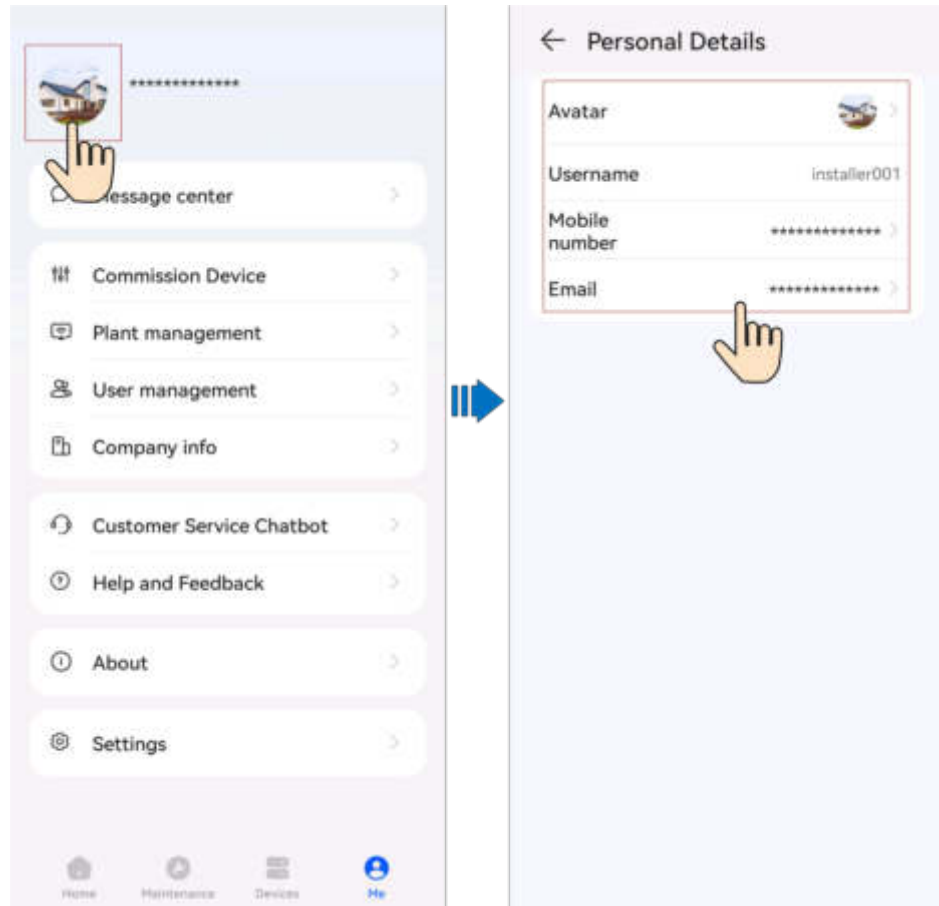 *************
Message center
Commission Device
Plant management
User management
Company info
Customer Service Chatbot
Help and Feedback
About
Settings
Home
Maintenance
Devices
Me
Personal Details
Avatar
Username
installer001
Mobile
number
*************
Email
*************